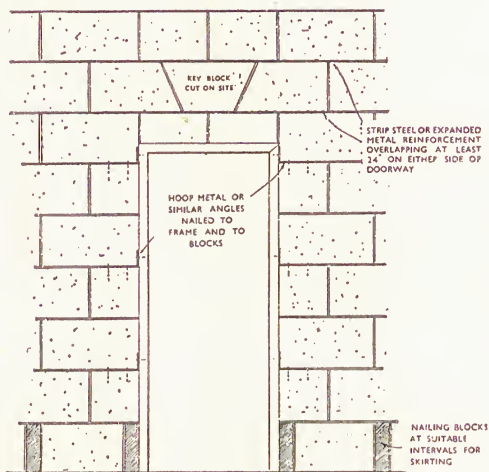 KEY BLOCK
CUT ON SITE
STRIP STEEL OR EXPANDED
METAL REINFORCEMENT
OVERLAPPING AT LEAST
24" ON EITHER SIDE OF
DOORWAY
HOOP METAL OR
SIMILAR ANGLES
NAILED TO
FRAME AND TO
BLOCKS
NAILING BLOCKS
AT SUITABLE
INTERVALS FOR
SKIRTING